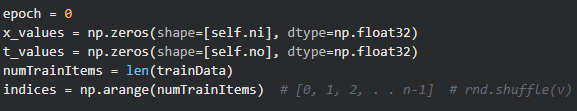 epoch = 0
x_values = np.zeros(shape=[self.ni], dtype=np.float32)
t_values = np.zeros(shape=[self.no], dtype=np.float32)
numTrainItems = len(trainData)
indices = np.arange(numTrainItems)  # [0, 1, 2, . . n-1]  # rnd.shuffle(v)